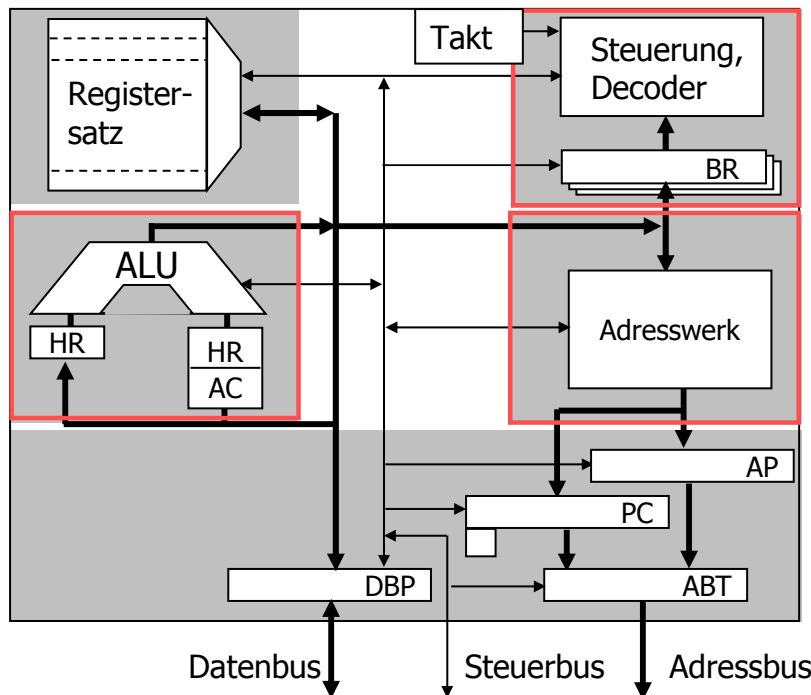 Takt
Steuerung,
Decoder
Register-
satz
BR
ALU
HR
HR
AC
Adresswerk
AP
PC
DBP
ABT
Datenbus
Steuerbus
Adressbus